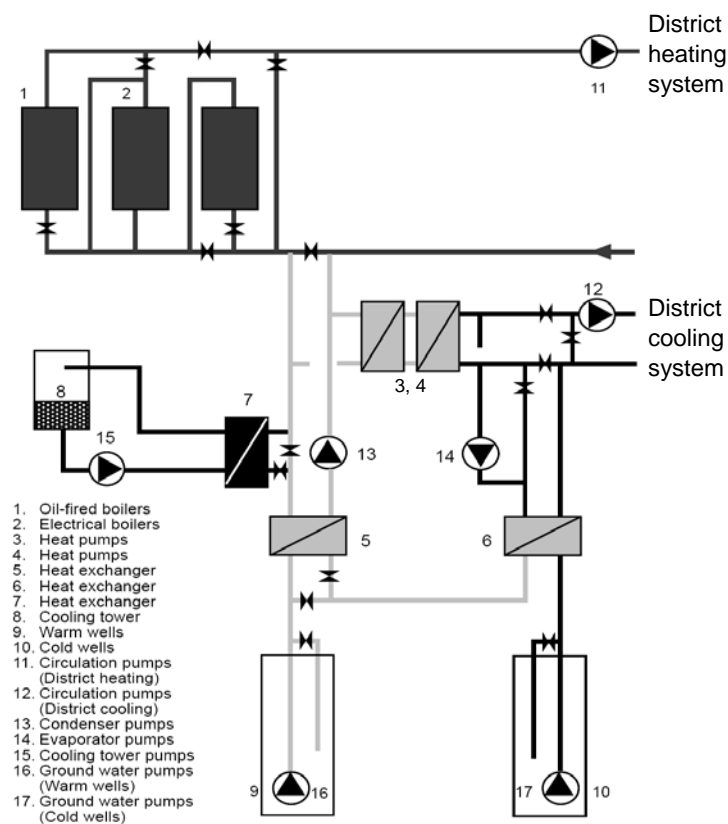 District
heating
system
11
1
2
12
District
cooling
system
3, 4
8
7
15
13
14
5
6
1. Oil-fired boilers
2. Electrical boilers
3. Heat pumps
4. Heat pumps
5. Heat exchanger
6. Heat exchanger
7. Heat exchanger
8. Cooling tower
9. Warm wells
10. Cold wells
11. Circulation pumps
(District heating)
12. Circulation pumps
(District cooling)
13. Condenser pumps
14. Evaporator pumps
15. Cooling tower pumps
16. Ground water pumps
(Warm wells)
17. Ground water pumps
(Cold wells)
9
16
17
10